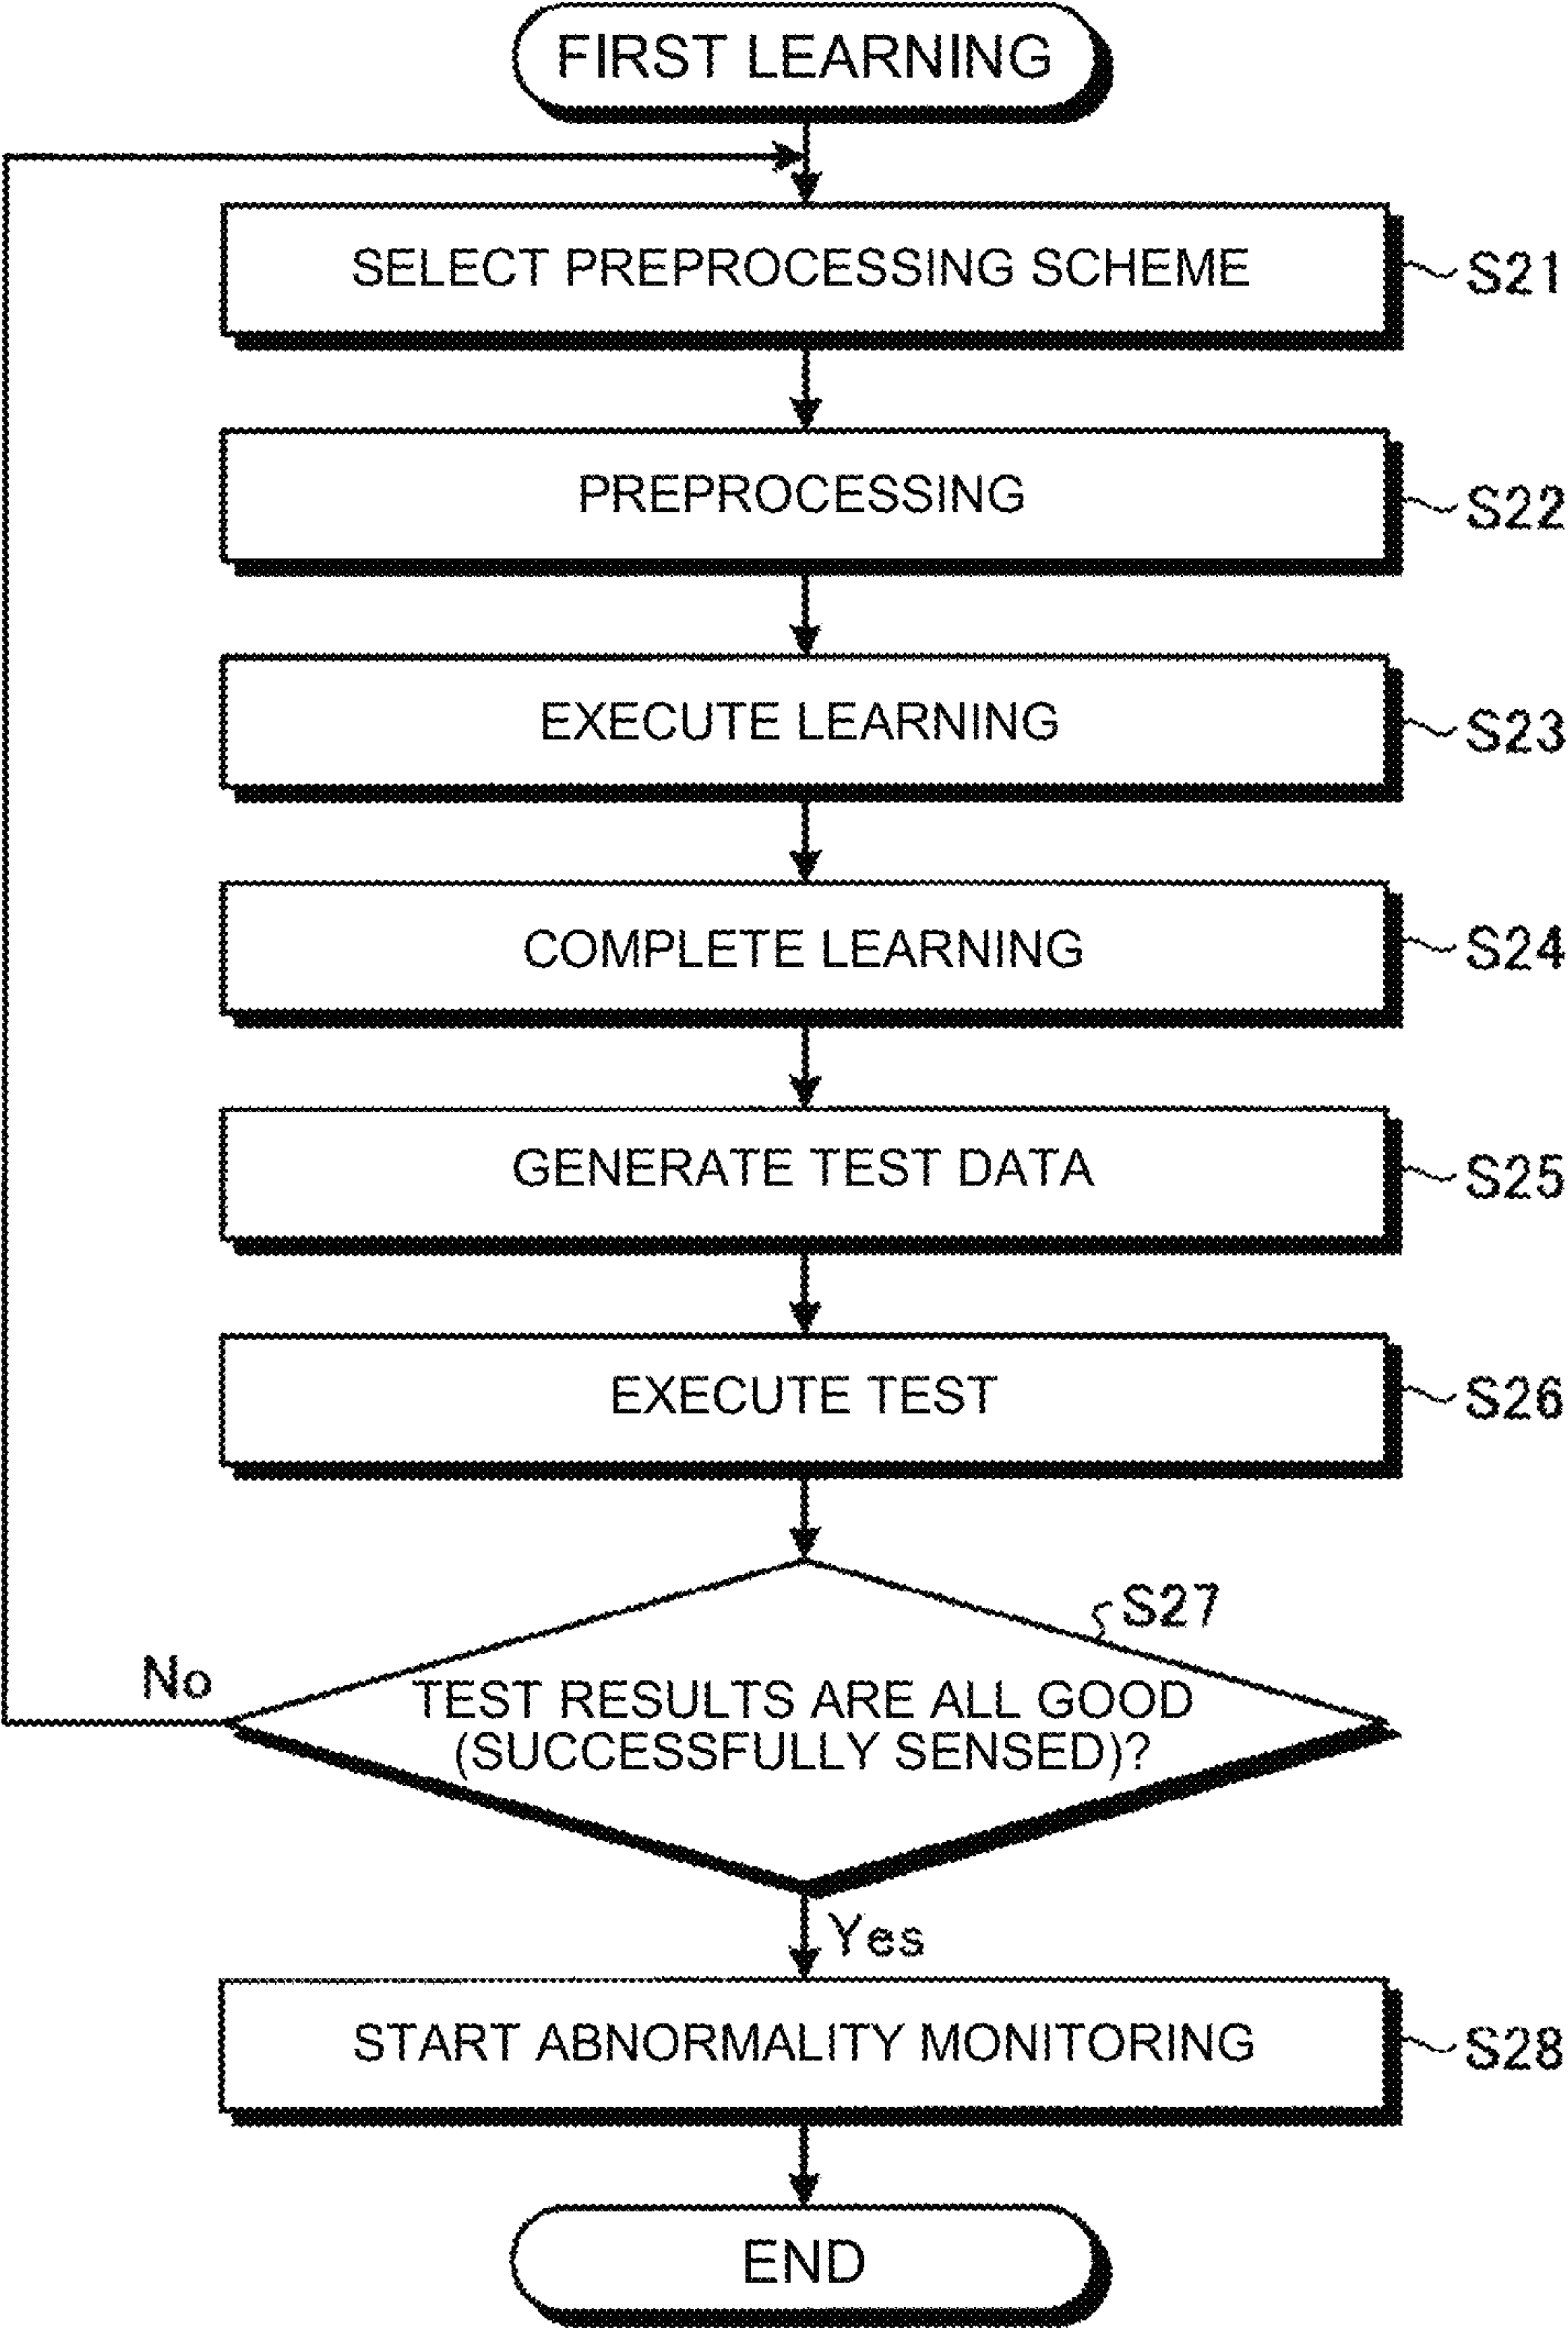 FIRST LEARNING
SELECT PREPROCESSING SCHEME
S21
PREPROCESSING
S22
EXECUTE LEARNING
S23
COMPLETE LEARNING
S24
GENERATE TEST DATA
S25
EXECUTE TEST
S26
S27
No
TEST RESULTS ARE ALL GOOD
(SUCCESSFULLY SENSED)?
Yes
START ABNORMALITY MONITORING
S28
END